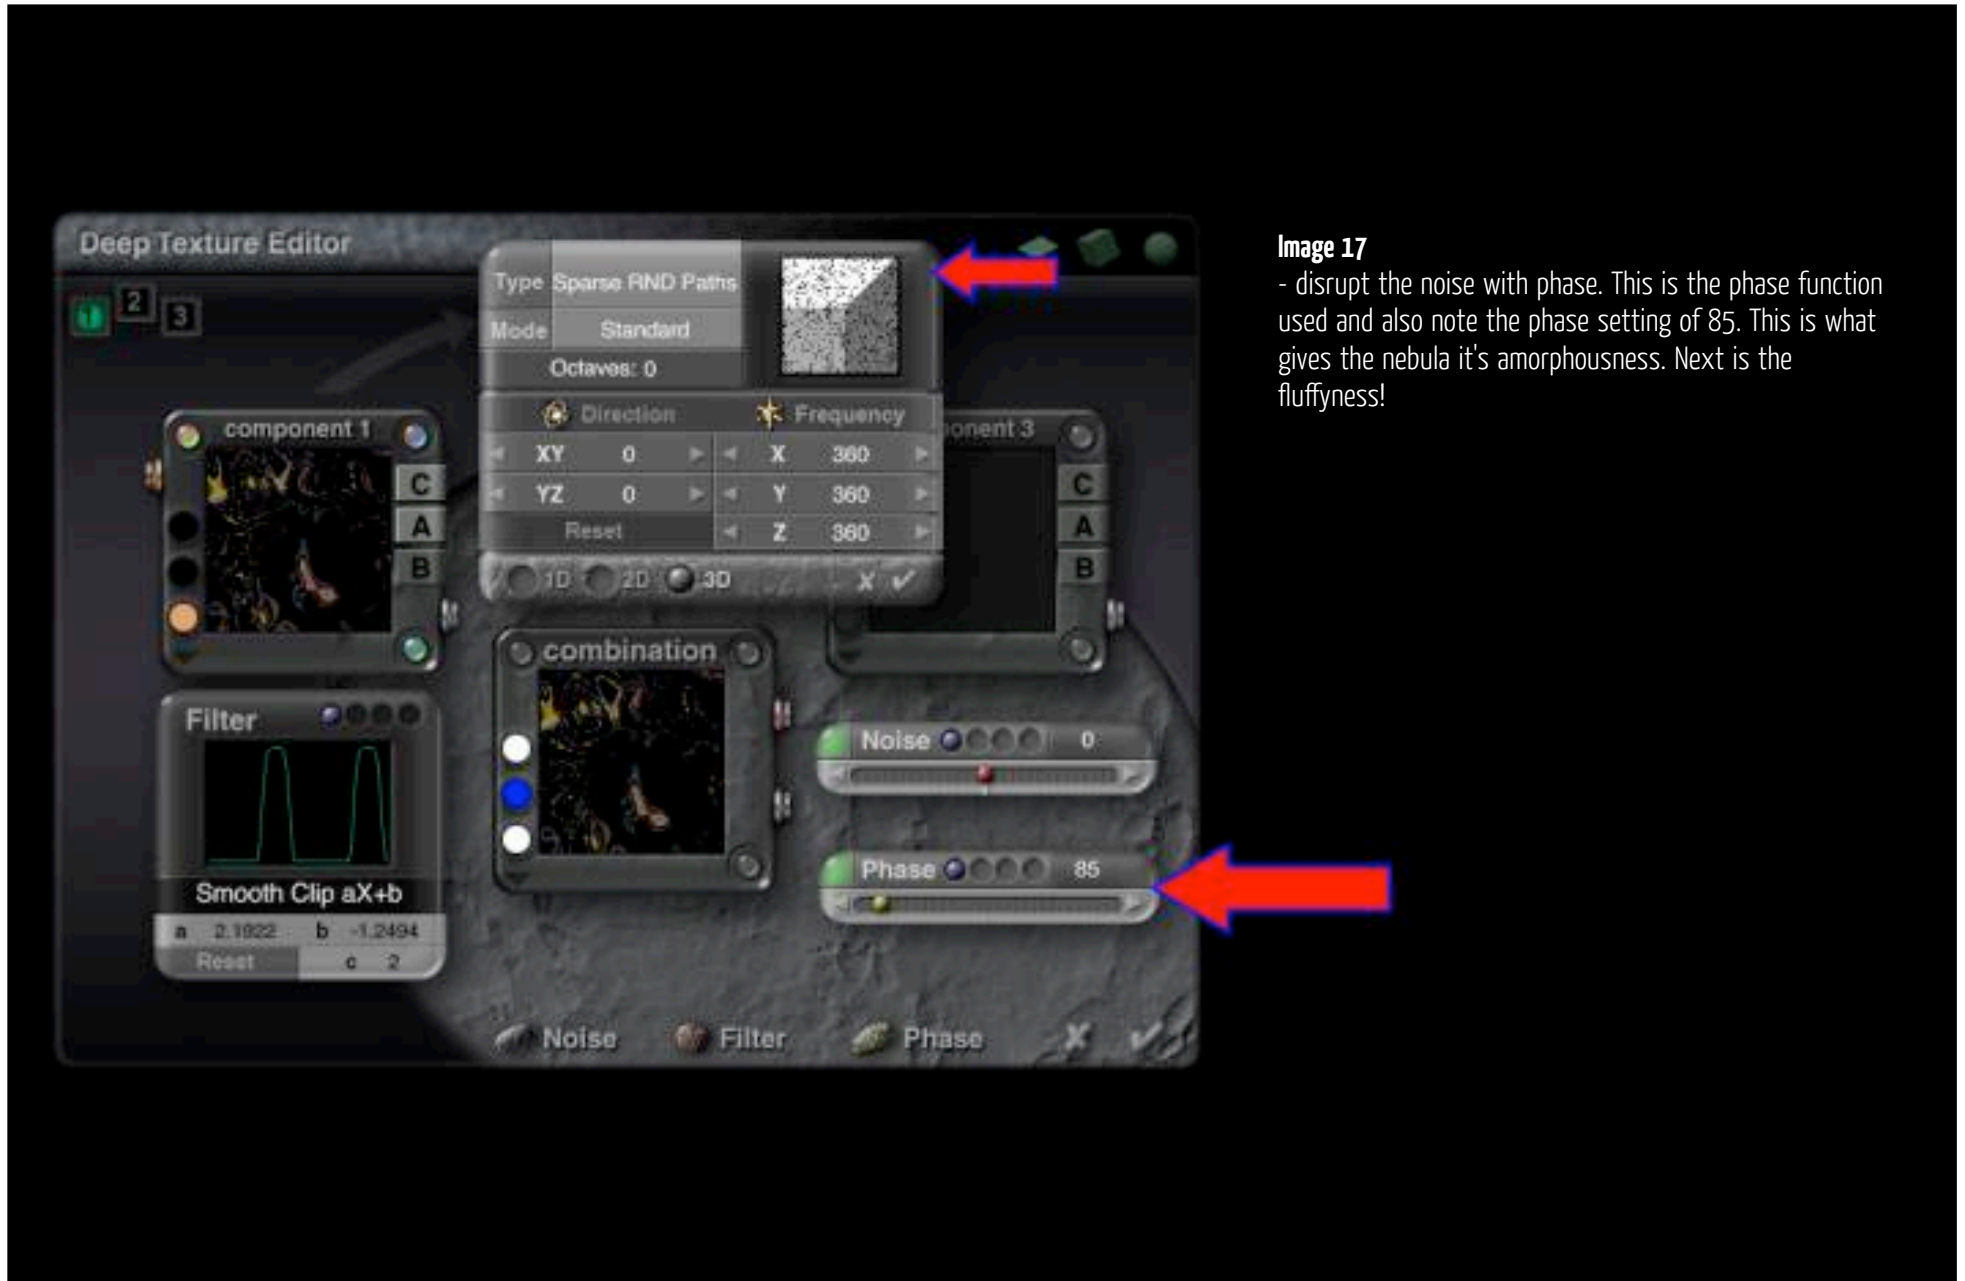 Deep Texture Editor
1 2 3
Type Sparse RND Paths
Mode Standard
Octaves: 0
Direction Frequency
XY 0 X 360
YZ 0 Y 360
Reset Z 360
1D 2D 3D
component 1
C
A
B
onent 3
C
A
B
combination
Filter
Smooth Clip aX+b
a 2.1922 b -1.2494
Reset c 2
Noise 0
Phase 85
Noise Filter Phase
Image 17
- disrupt the noise with phase. This is the phase function
used and also note the phase setting of 85. This is what
gives the nebula it's amorphousness. Next is the
fluffyness!